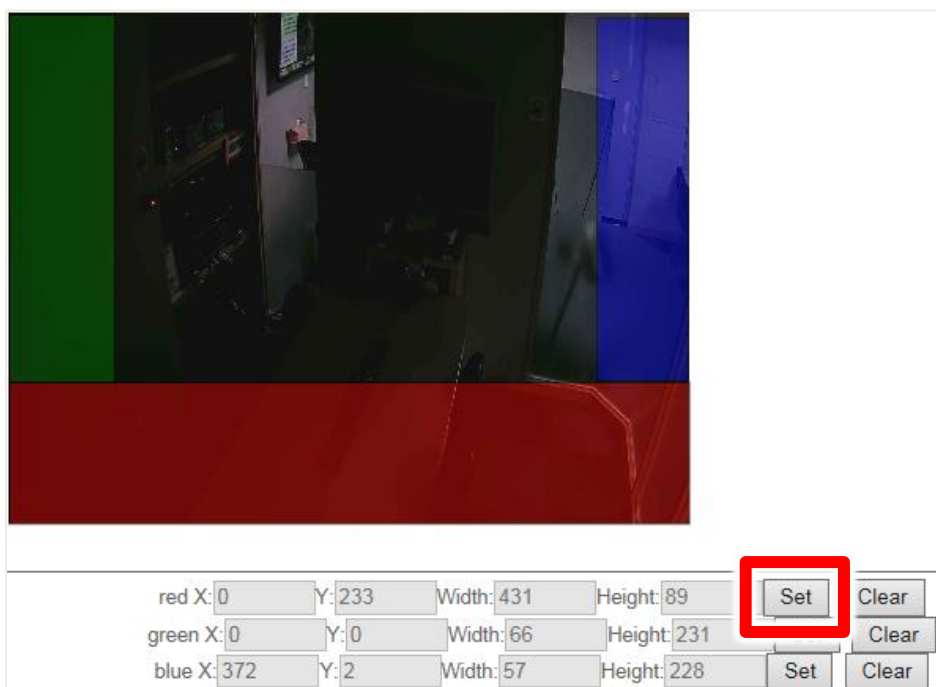 red X: 0 Y: 233 Width: 431 Height: 89 Set Clear
green X: 0 Y: 0 Width: 66 Height: 231 Clear
blue X: 372 Y: 2 Width: 57 Height: 228 Set Clear